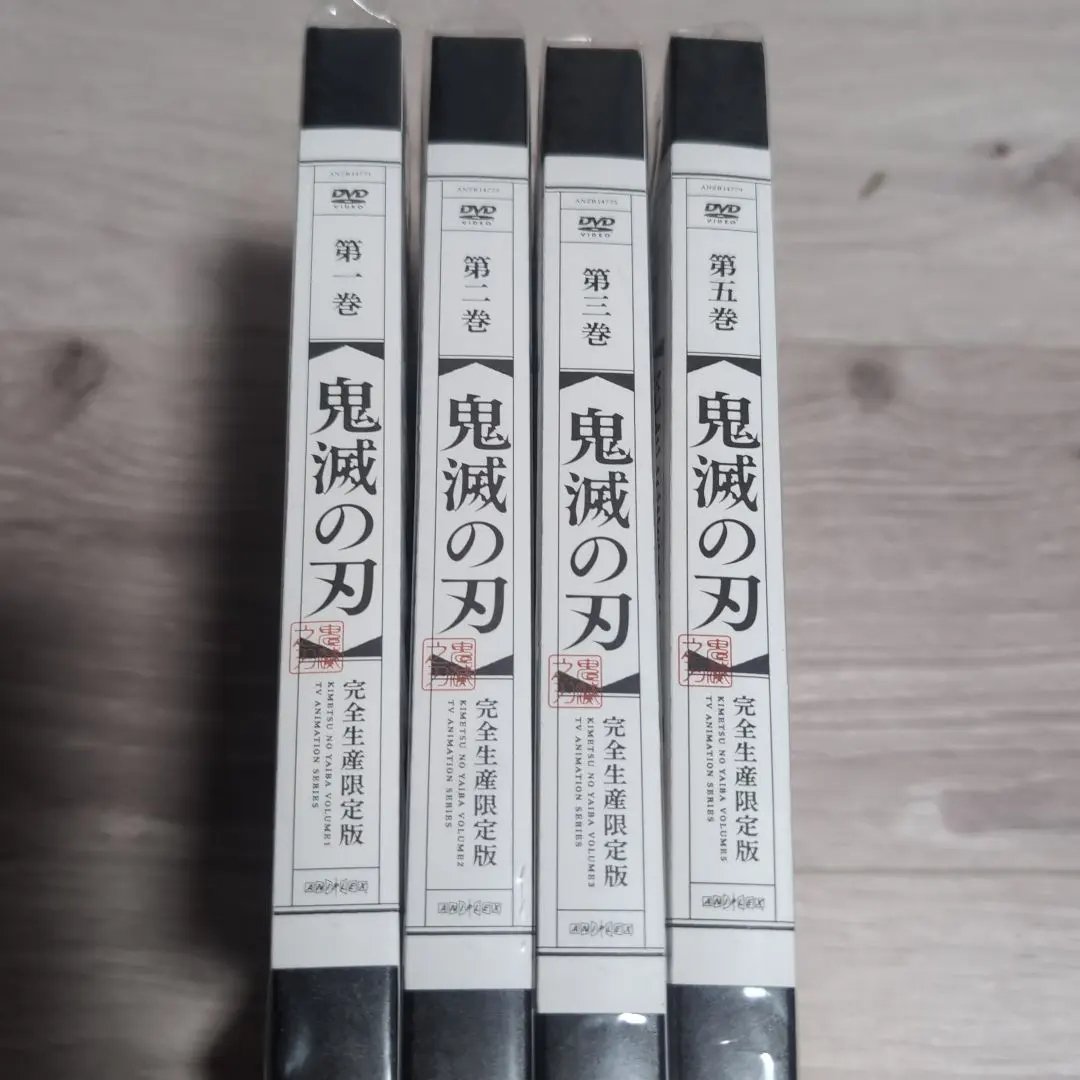 DVD
VIDEO
第一巻
鬼滅の刃
完全生産限定版
KIMETSU NO YAIBA VOLUME1
TV ANIMATION SERIES
ANIPLEX
DVD
VIDEO
第二巻
鬼滅の刃
完全生産限定版
KIMETSU NO YAIBA VOLUME2
TV ANIMATION SERIES
ANIPLEX
DVD
VIDEO
第三巻
鬼滅の刃
完全生産限定版
KIMETSU NO YAIBA VOLUME3
TV ANIMATION SERIES
ANIPLEX
DVD
VIDEO
第五巻
鬼滅の刃
完全生産限定版
KIMETSU NO YAIBA VOLUME5
TV ANIMATION SERIES
ANIPLEX